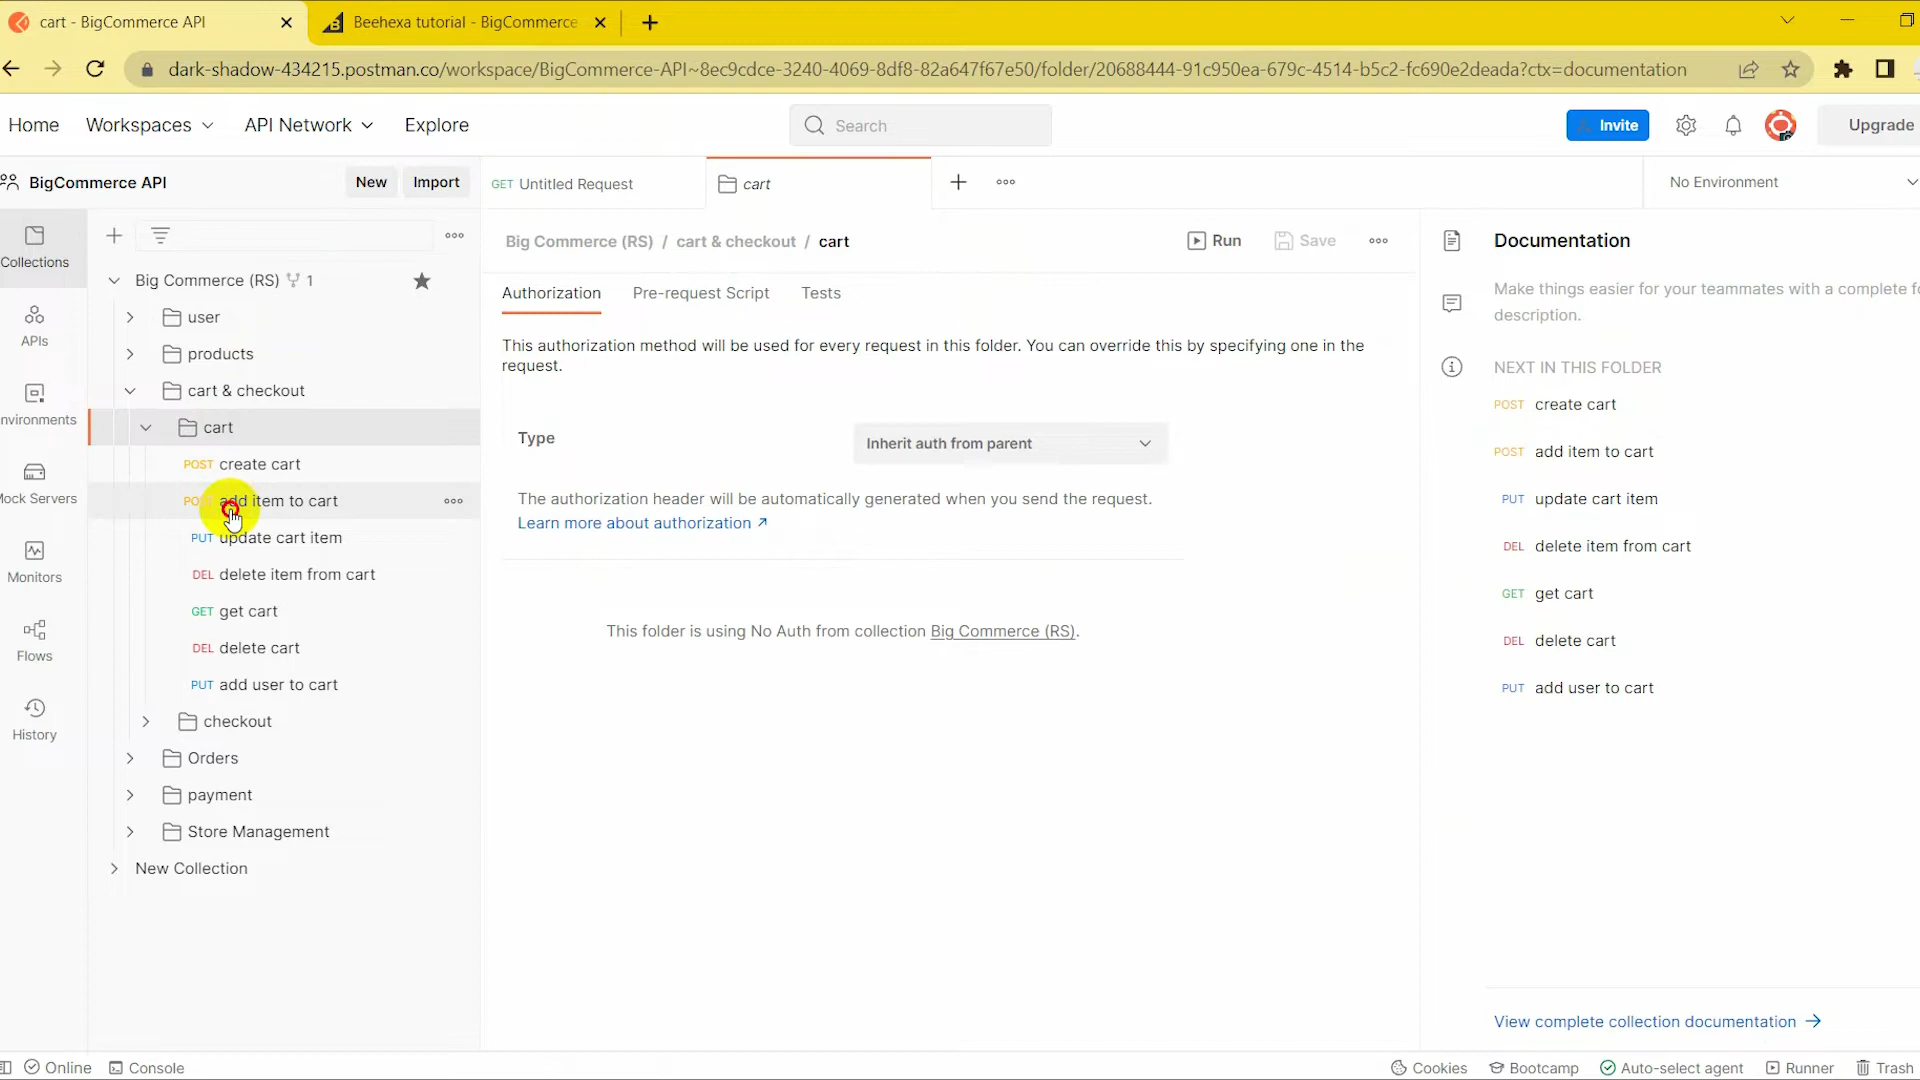 cart - BigCommerce API
Beehexa tutorial - BigCommerce
dark-shadow-434215.postman.co/workspace/BigCommerce-API~8ec9cdce-3240-4069-8df8-82a647f67e50/folder/20688444-91c950ea-679c-4514-b5c2-fc690e2deada?ctx=documentation
Home Workspaces API Network Explore Search Invite Upgrade
BigCommerce API New Import GET Untitled Request cart No Environment
Collections
APIs
nvironments
Mock Servers
Monitors
Flows
History
Big Commerce (RS) 1
user
products
cart & checkout
cart
POST create cart
add item to cart
PUT update cart item
DEL delete item from cart
GET get cart
DEL delete cart
PUT add user to cart
checkout
Orders
payment
Store Management
New Collection
Big Commerce (RS) / cart & checkout / cart Run Save
Authorization Pre-request Script Tests
This authorization method will be used for every request in this folder. You can override this by specifying one in the
request.
Type Inherit auth from parent
The authorization header will be automatically generated when you send the request.
Learn more about authorization ↗
This folder is using No Auth from collection Big Commerce (RS).
Documentation
Make things easier for your teammates with a complete fo
description.
NEXT IN THIS FOLDER
POST create cart
POST add item to cart
PUT update cart item
DEL delete item from cart
GET get cart
DEL delete cart
PUT add user to cart
View complete collection documentation →
Online Console Cookies Bootcamp Auto-select agent Runner Trash